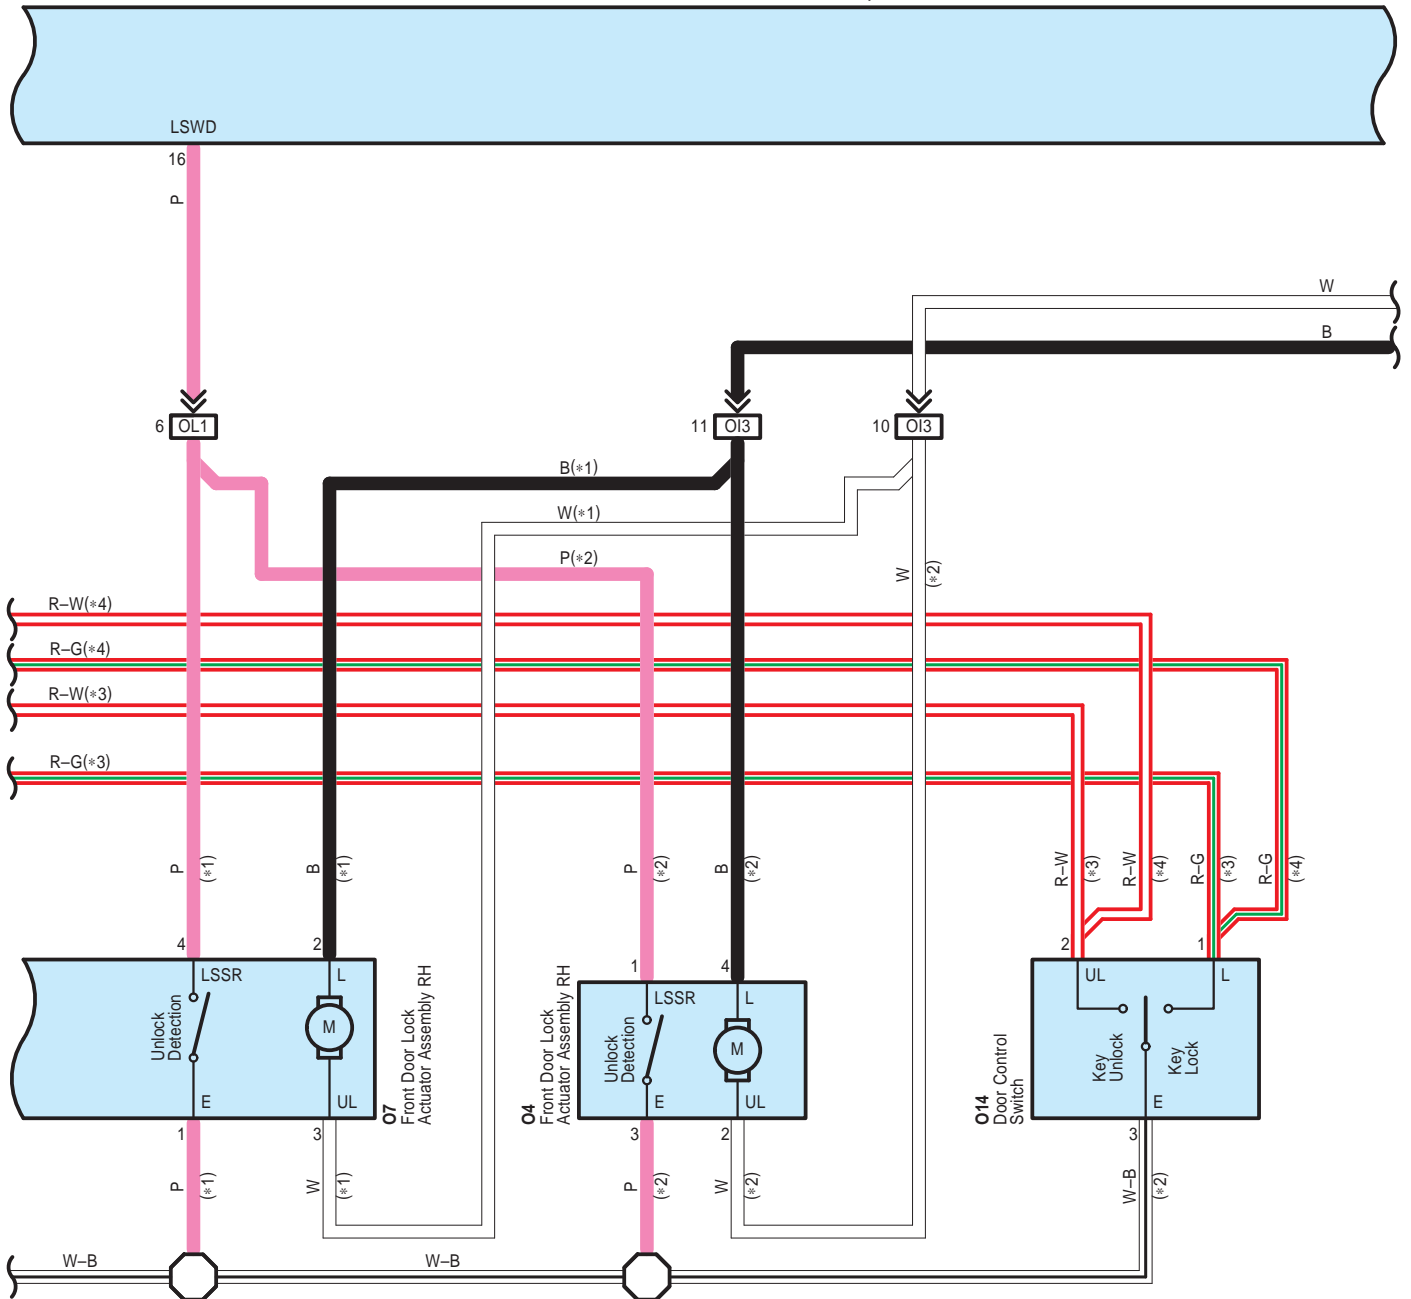 LSWD
16
P
W
B
6 OL1
11 OI3
10 OI3
B(*1)
W(*1)
P(*2)
W (*2)
R–W(*4)
R–G(*4)
R–W(*3)
R–G(*3)
P (*1)
B (*1)
P (*2)
B (*2)
R–W (*3)
R–W (*4)
R–G (*3)
R–G (*4)
4
2
1
4
2
1
LSSR
L
Unlock
Detection
M
E
UL
O7
Front Door Lock
Actuator Assembly RH
LSSR
L
Unlock
Detection
M
E
UL
O4
Front Door Lock
Actuator Assembly RH
UL
L
Key
Unlock
Key
Lock
E
O14
Door Control
Switch
1
3
3
2
3
P (*1)
W (*1)
P (*2)
W (*2)
W–B (*2)
W–B
W–B